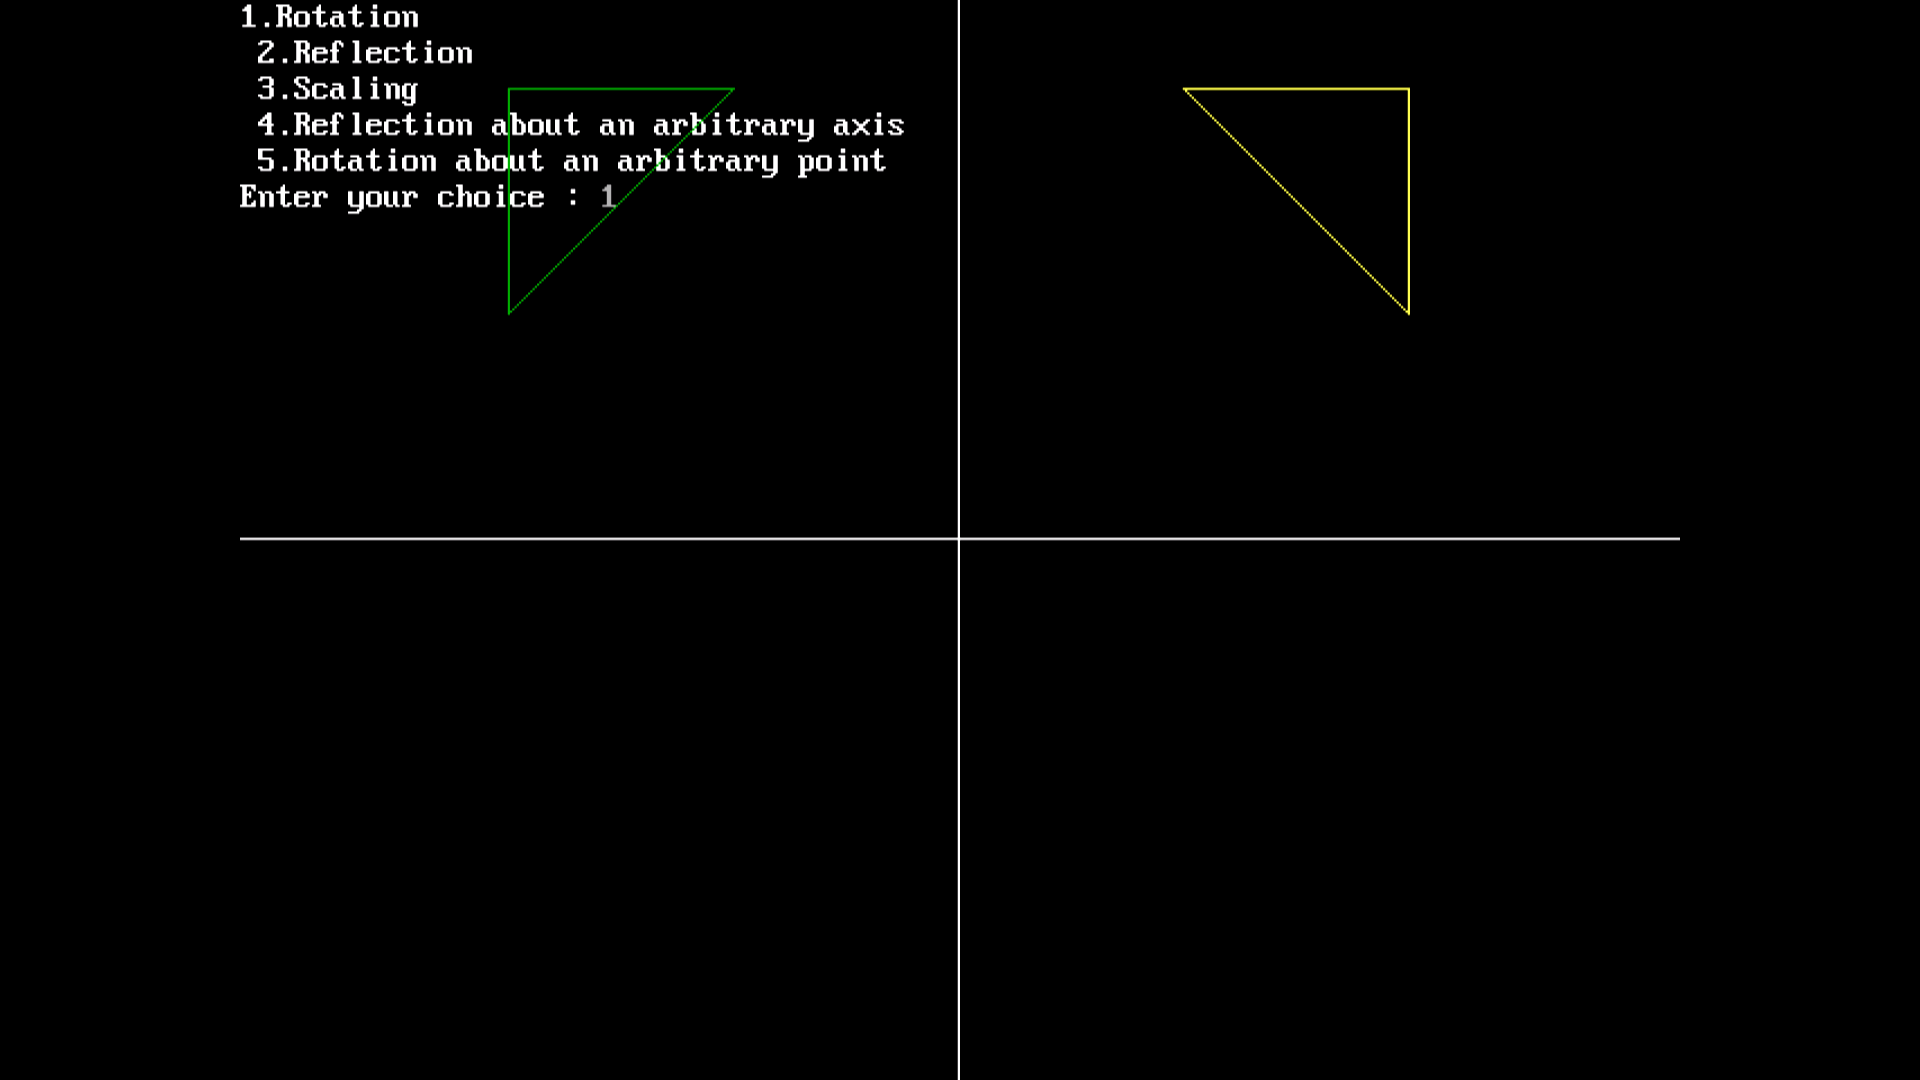 1.Rotation
2.Reflection
3.Scaling
4.Reflection about an arbitrary axis
5.Rotation about an arbitrary point
Enter your choice : 1